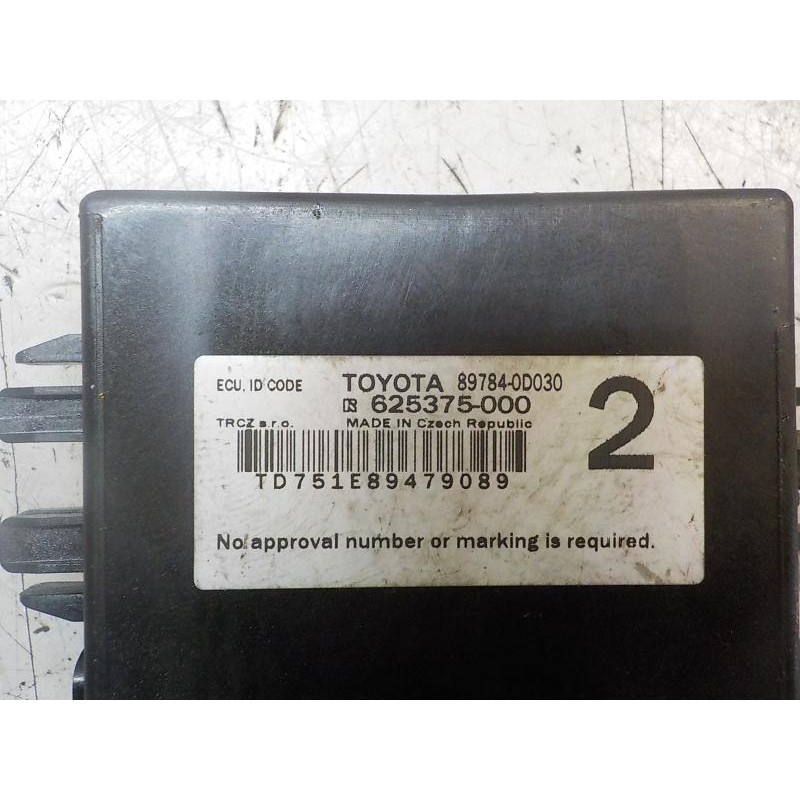 ECU, ID CODE TOYOTA 89784-0D030
R 625375-000
2
TRCZ s.r.o. MADE IN Czech Republic
TD751E89479089
No approval number or marking is required.